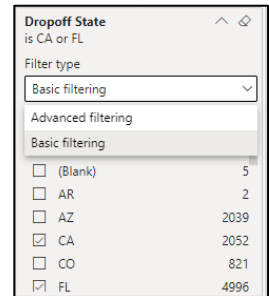 Dropoff State
is CA or FL
Filter type
Basic filtering
Advanced filtering
Basic filtering
(Blank) 5
AR 2
AZ 2039
CA 2052
CO 821
FL 4996